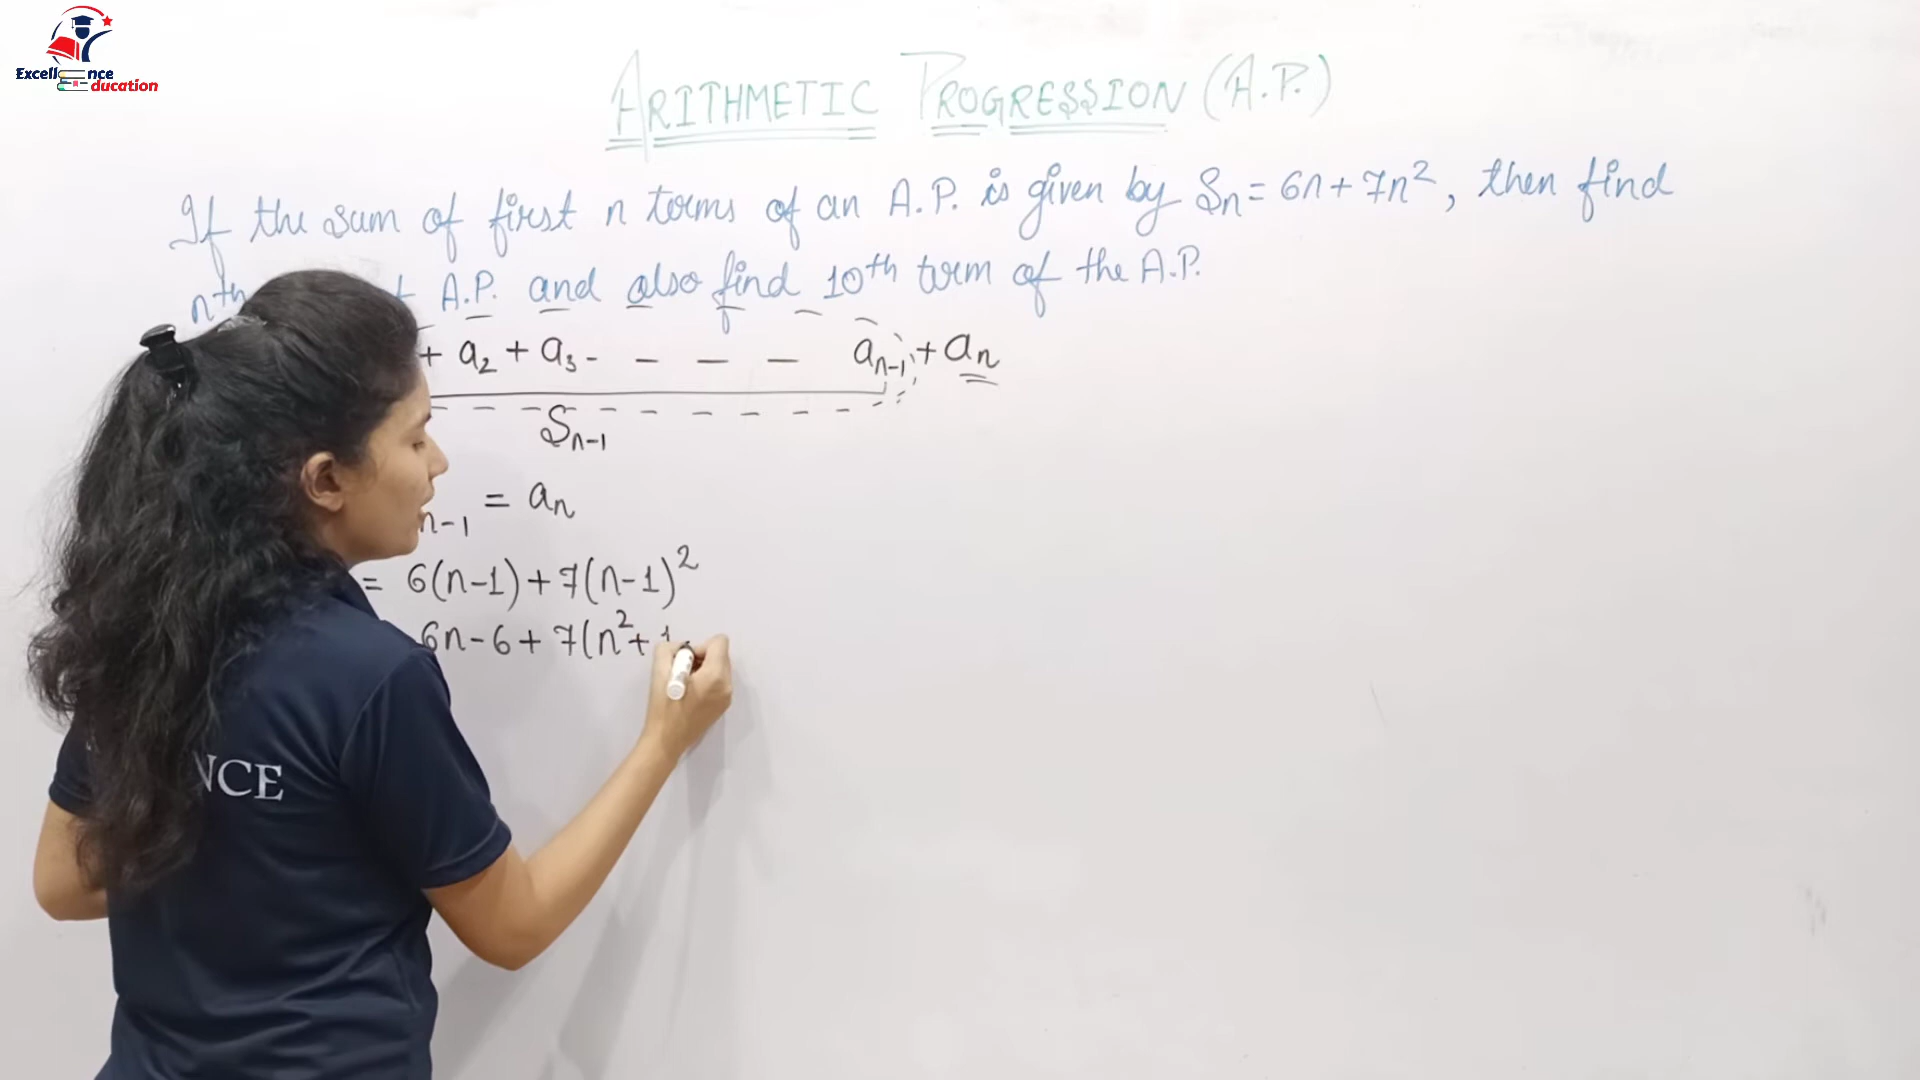 Excellence
Education
ARITHMETIC PROGRESSION (A.P.)
If the sum of first n terms of an A.P. is given by Sn = 6n + 7n², then find
nth A.P. and also find 10th term of the A.P.
+ a₂ + a₃ - - - - aₙ₋₁ + aₙ
Sₙ₋₁
n-1 = aₙ
= 6(n-1) + 7(n-1)²
6n - 6 + 7(n² + 1
NCE